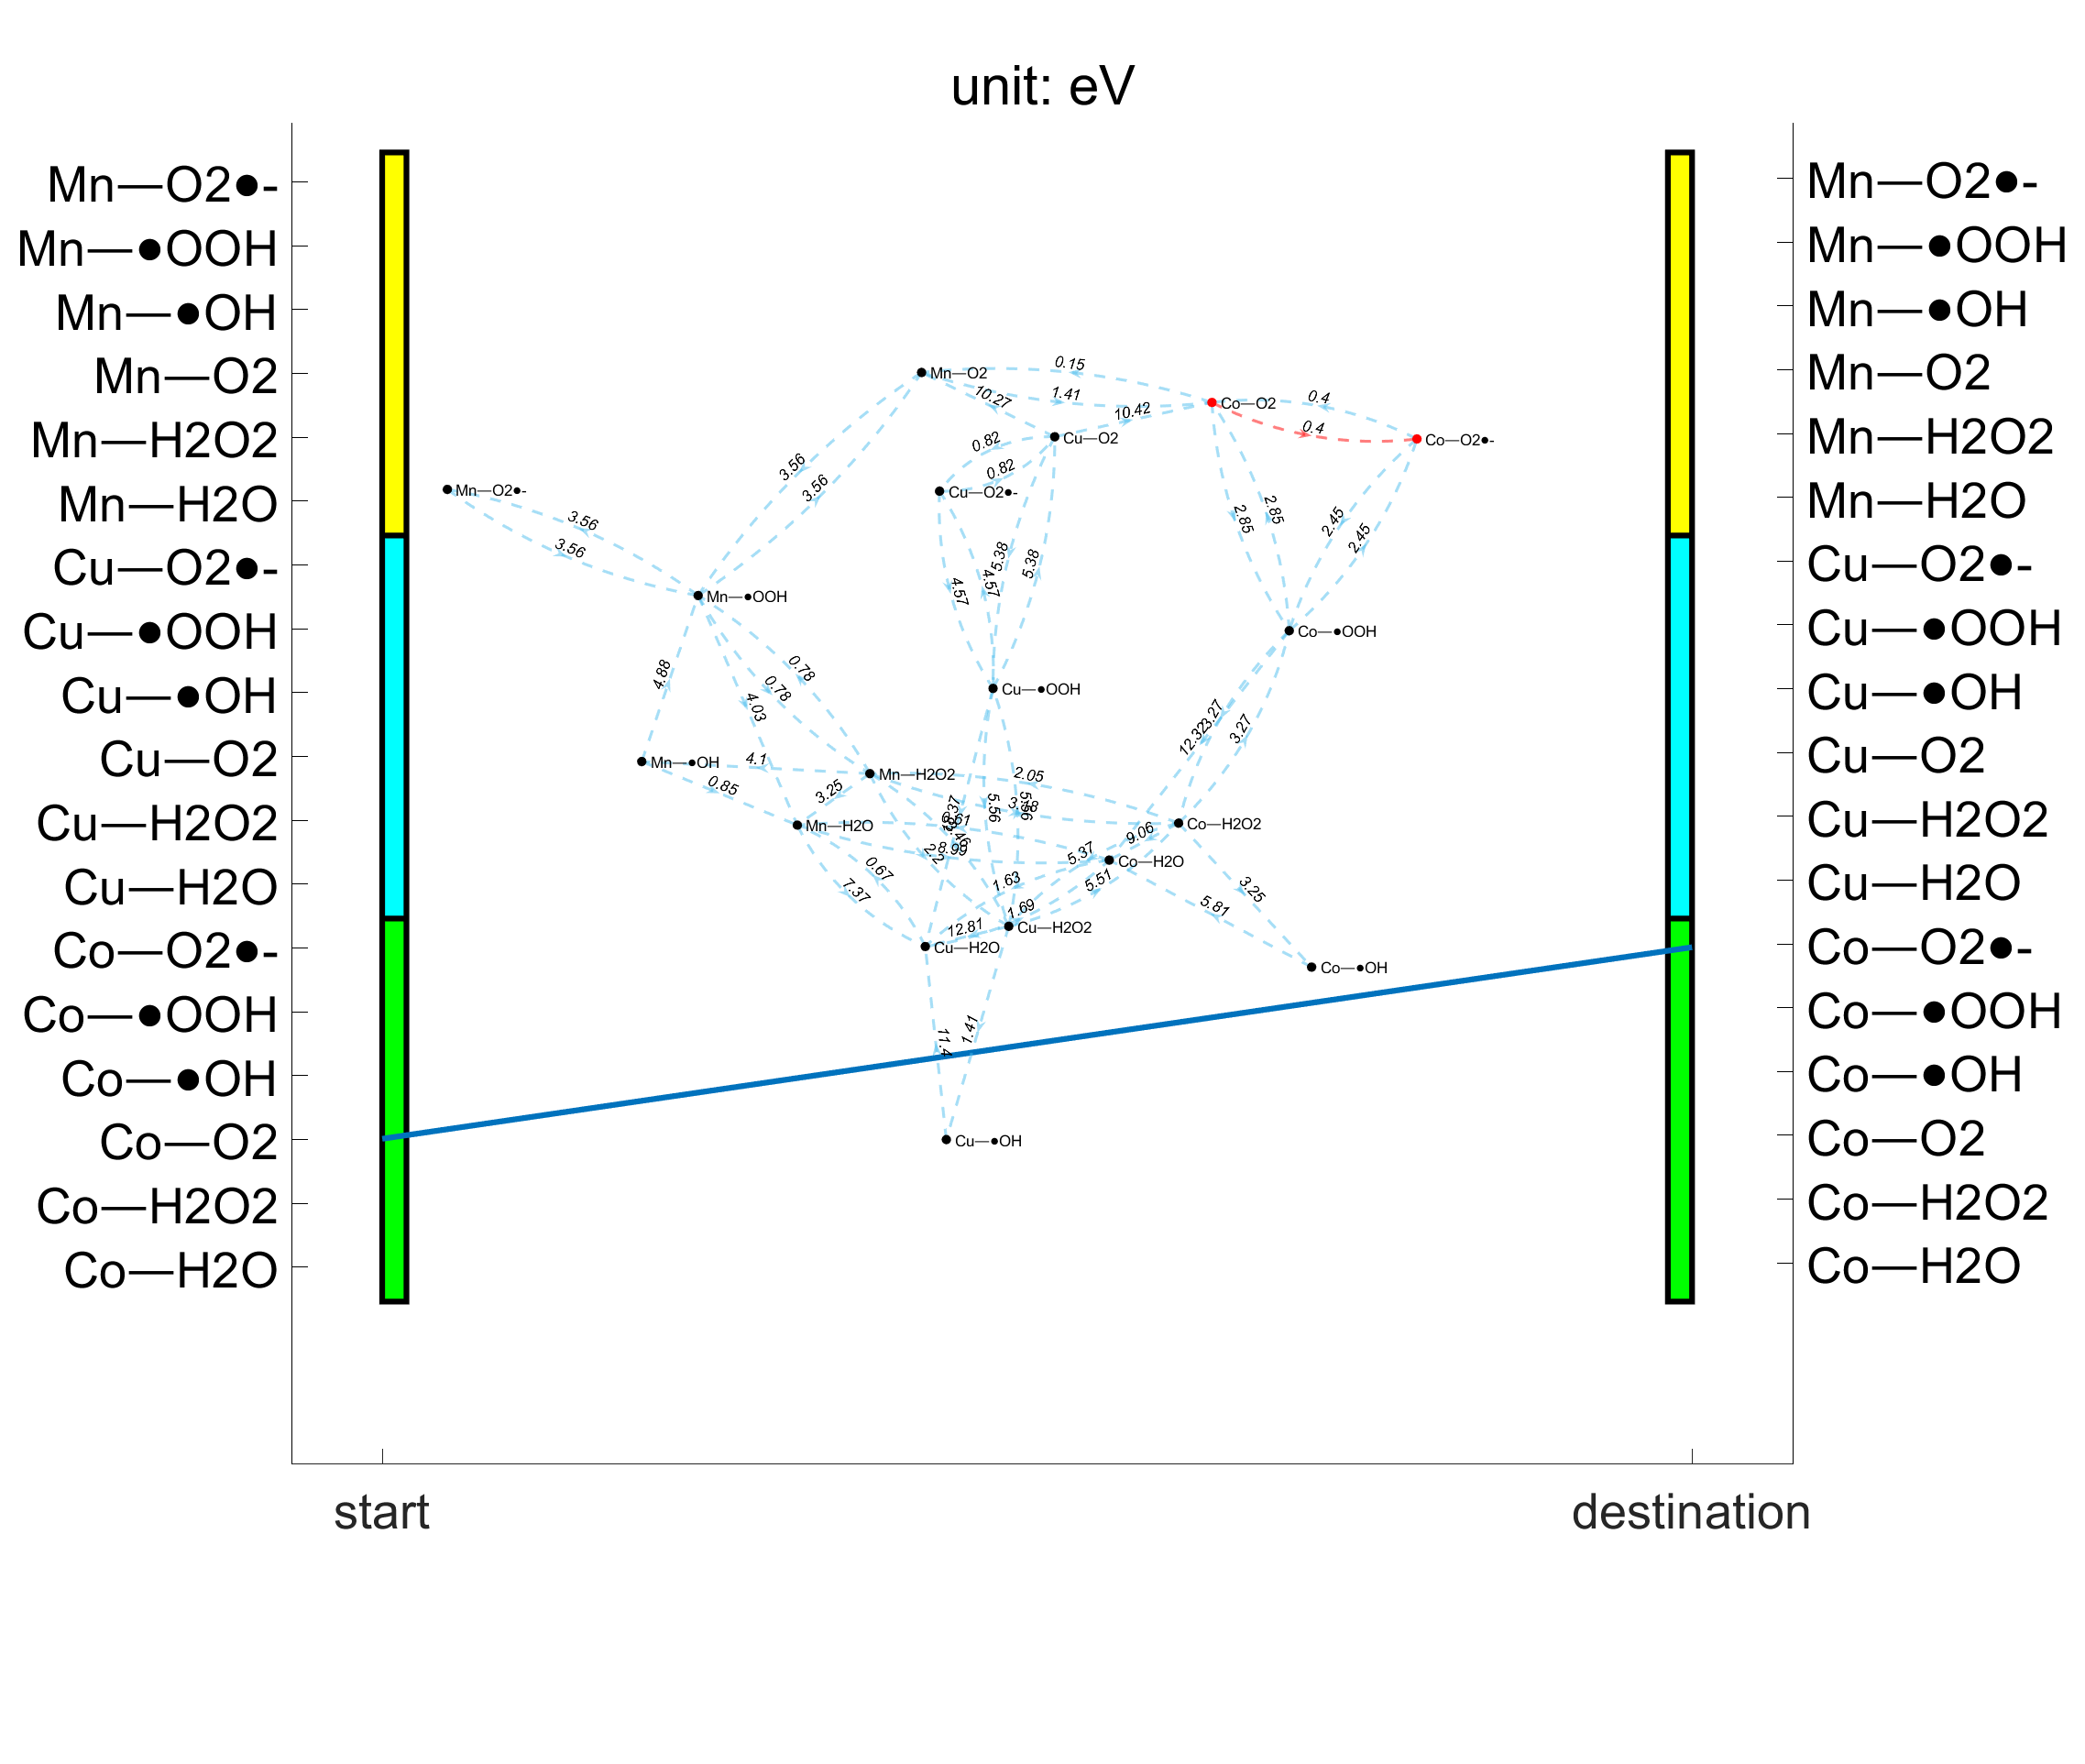 unit: eV
Mn—O2●-
Mn—●OOH
Mn—●OH
Mn—O2
Mn—H2O2
Mn—H2O
Cu—O2●-
Cu—●OOH
Cu—●OH
Cu—O2
Cu—H2O2
Cu—H2O
Co—O2●-
Co—●OOH
Co—●OH
Co—O2
Co—H2O2
Co—H2O
0.15
Mn—O2
10.27
1.41
10.42
Co—O2
0.4
0.4
Cu—O2
Co—O2●-
0.82
0.82
3.56
3.56
Mn—O2●-
Cu—O2●-
3.56
3.56
2.85
2.85
2.45
2.45
5.38
5.38
4.57
4.57
Mn—●OOH
Co—●OOH
4.88
0.78
0.78
4.03
Cu—●OOH
12.32
3.27
3.27
Mn—●OH
4.1
0.85
Mn—H2O2
2.05
3.25
5.56
Mn—H2O
Co—H2O2
9.06
8.99
2.2
5.37
Co—H2O
0.67
7.37
1.63
5.51
3.25
1.69
5.81
12.81
Cu—H2O2
Cu—H2O
Co—●OH
11.4
1.41
Cu—●OH
Mn—O2●-
Mn—●OOH
Mn—●OH
Mn—O2
Mn—H2O2
Mn—H2O
Cu—O2●-
Cu—●OOH
Cu—●OH
Cu—O2
Cu—H2O2
Cu—H2O
Co—O2●-
Co—●OOH
Co—●OH
Co—O2
Co—H2O2
Co—H2O
start
destination